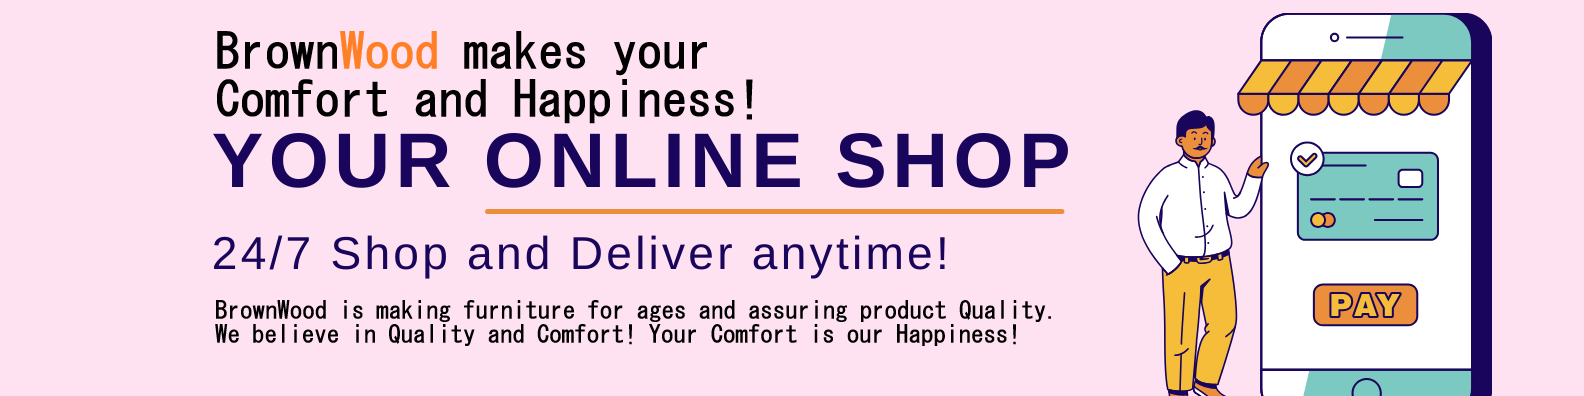 BrownWood makes your
Comfort and Happiness!
YOUR ONLINE SHOP
24/7 Shop and Deliver anytime!
BrownWood is making furniture for ages and assuring product Quality.
We believe in Quality and Comfort! Your Comfort is our Happiness!
PAY